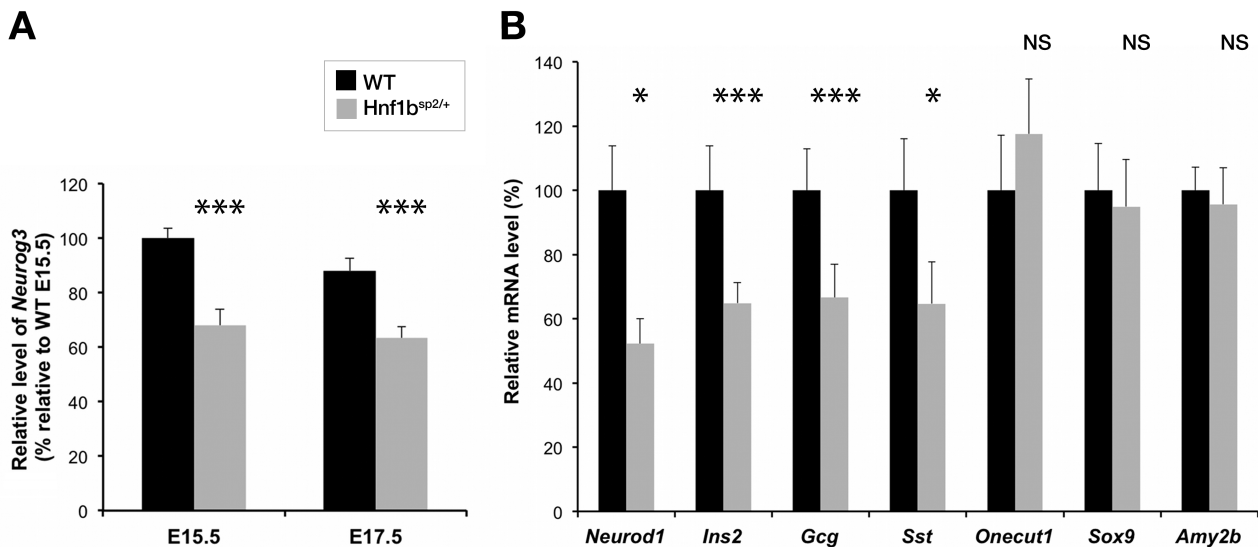 A
WT
Hnf1bsp2/+
Relative level of Neurog3
(% relative to WT E15.5)
120
100
80
60
40
20
0
*** ***
E15.5 E17.5
B
NS NS NS
* *** *** *
Relative mRNA level (%)
140
120
100
80
60
40
20
0
Neurod1 Ins2 Gcg Sst Onecut1 Sox9 Amy2b